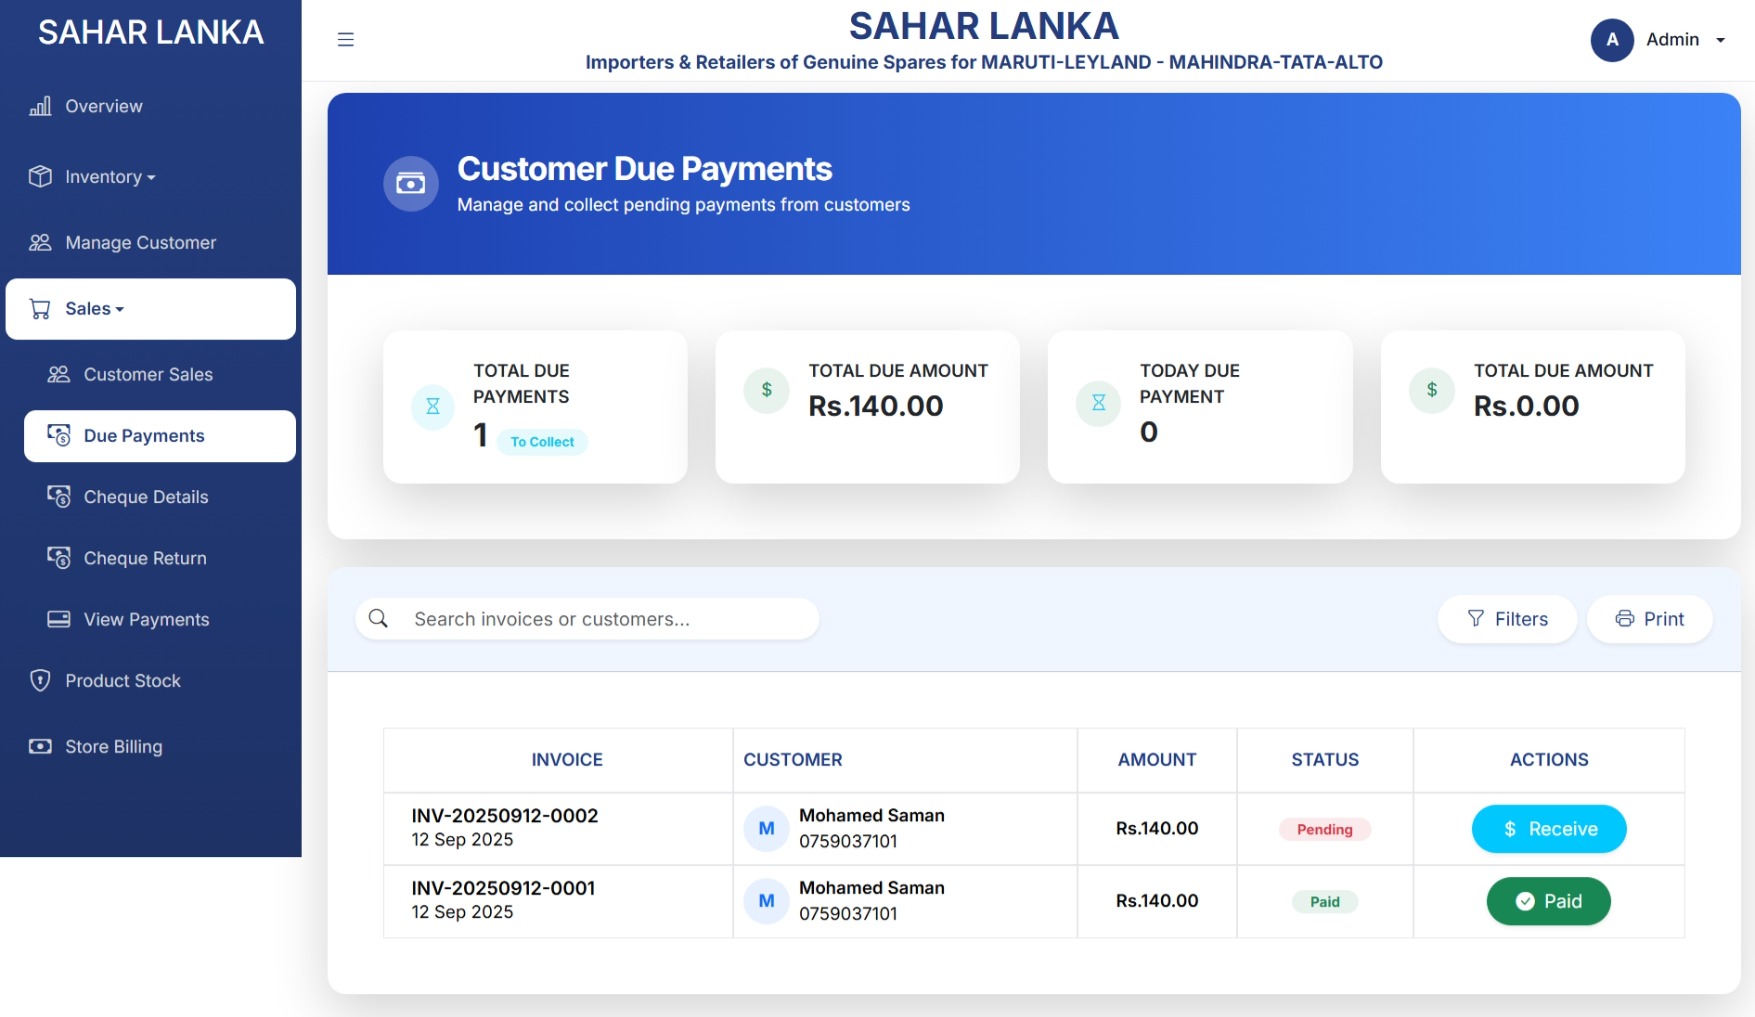 SAHAR LANKA
Overview
Inventory
Manage Customer
Sales
Customer Sales
Due Payments
Cheque Details
Cheque Return
View Payments
Product Stock
Store Billing
SAHAR LANKA
Importers & Retailers of Genuine Spares for MARUTI-LEYLAND - MAHINDRA-TATA-ALTO
A Admin
Customer Due Payments
Manage and collect pending payments from customers
TOTAL DUE
PAYMENTS
1 To Collect
$ TOTAL DUE AMOUNT
Rs.140.00
TODAY DUE
PAYMENT
0
$ TOTAL DUE AMOUNT
Rs.0.00
Search invoices or customers...
Filters
Print
INVOICE CUSTOMER AMOUNT STATUS ACTIONS
INV-20250912-0002
12 Sep 2025
M
Mohamed Saman
0759037101
Rs.140.00
Pending
$ Receive
INV-20250912-0001
12 Sep 2025
M
Mohamed Saman
0759037101
Rs.140.00
Paid
Paid